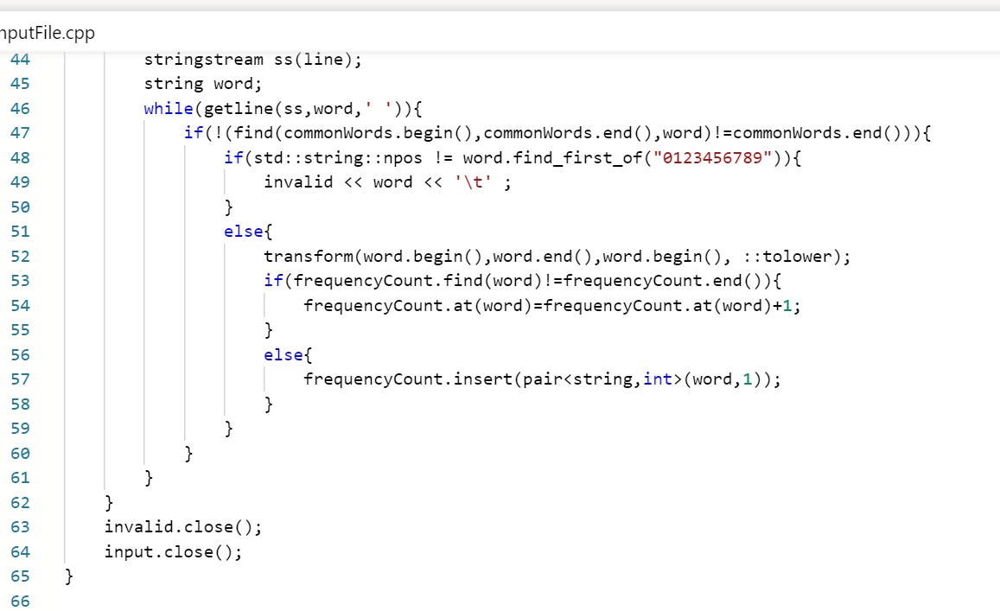 nputFile.cpp
44 stringstream ss(line);
45 string word;
46 while(getline(ss,word,' ')){
47 if(!(find(commonWords.begin(),commonWords.end(),word)!=commonWords.end())){
48 if(std::string::npos != word.find_first_of("0123456789")){
49 invalid << word << '\t' ;
50 }
51 else{
52 transform(word.begin(),word.end(),word.begin(), ::tolower);
53 if(frequencyCount.find(word)!=frequencyCount.end()){
54 frequencyCount.at(word)=frequencyCount.at(word)+1;
55 }
56 else{
57 frequencyCount.insert(pair<string,int>(word,1));
58 }
59 }
60 }
61 }
62 }
63 invalid.close();
64 input.close();
65 }
66